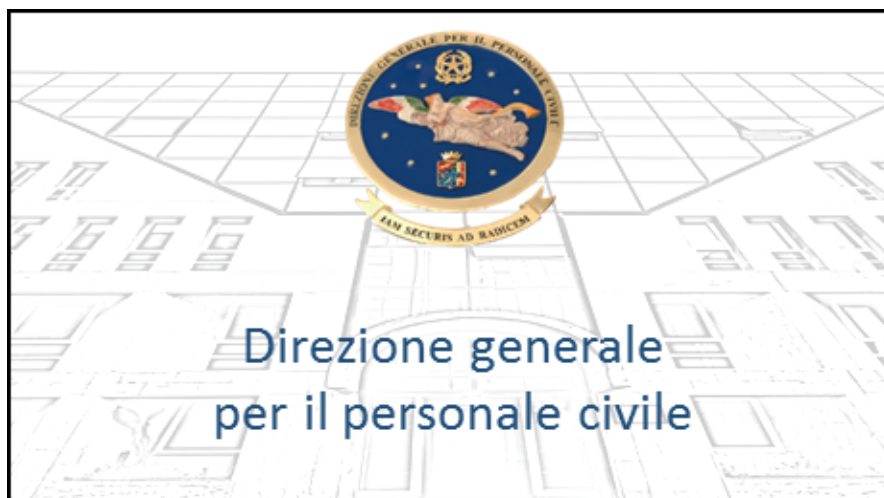 DIREZIONE GENERALE PER IL PERSONALE CIVILE
IAM SECURIS AD RADICEM
Direzione generale
per il personale civile